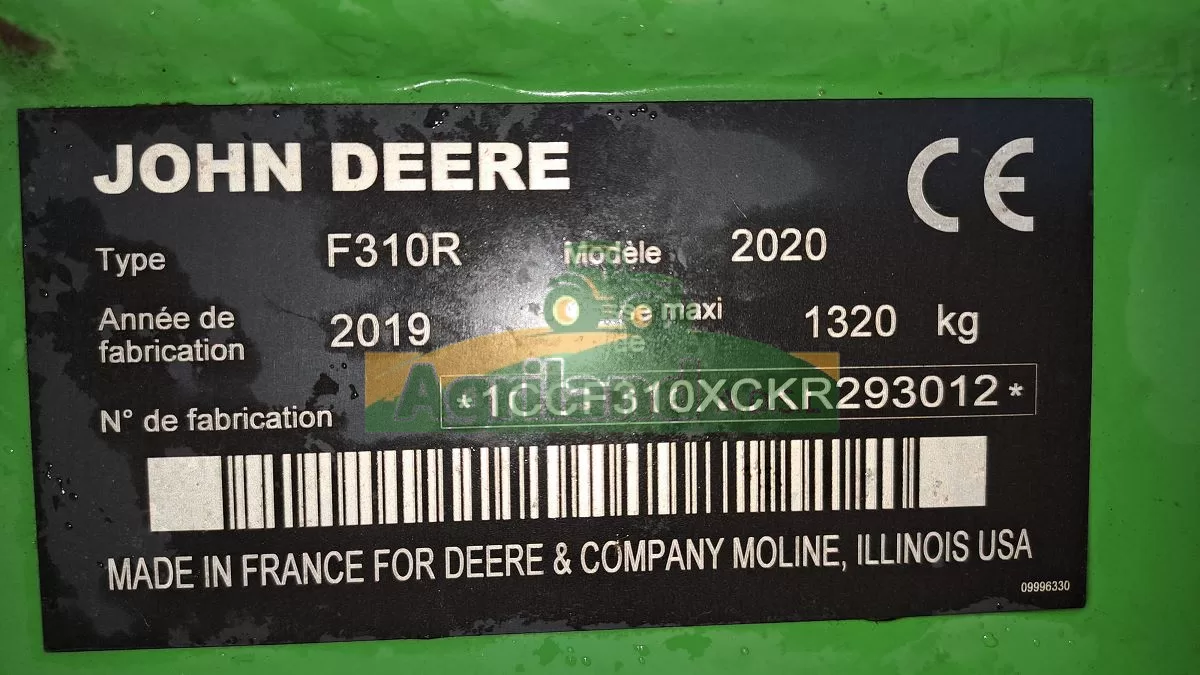 JOHN DEERE
CE
Type F310R Modèle 2020
Année de fabrication 2019 maxi 1320 kg
N° de fabrication *1CCF310XCKR293012*
MADE IN FRANCE FOR DEERE & COMPANY MOLINE, ILLINOIS USA
09996330